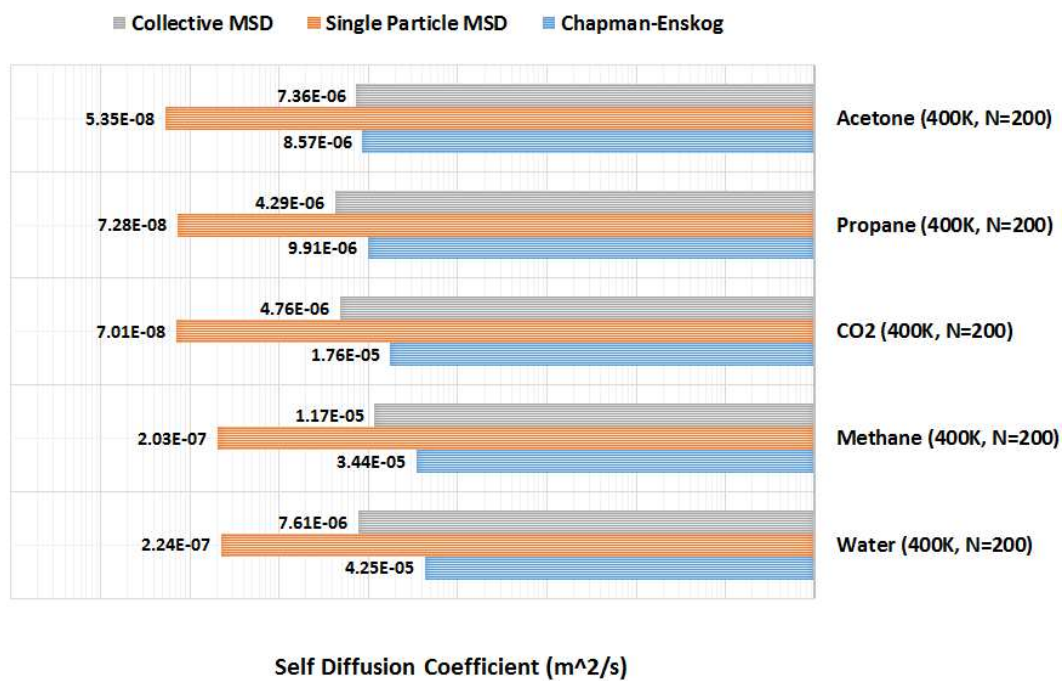 Collective MSD Single Particle MSD Chapman-Enskog
7.36E-06
5.35E-08 Acetone (400K, N=200)
8.57E-06
4.29E-06
7.28E-08 Propane (400K, N=200)
9.91E-06
4.76E-06
7.01E-08 CO2 (400K, N=200)
1.76E-05
1.17E-05
2.03E-07 Methane (400K, N=200)
3.44E-05
7.61E-06
2.24E-07 Water (400K, N=200)
4.25E-05
Self Diffusion Coefficient (m^2/s)